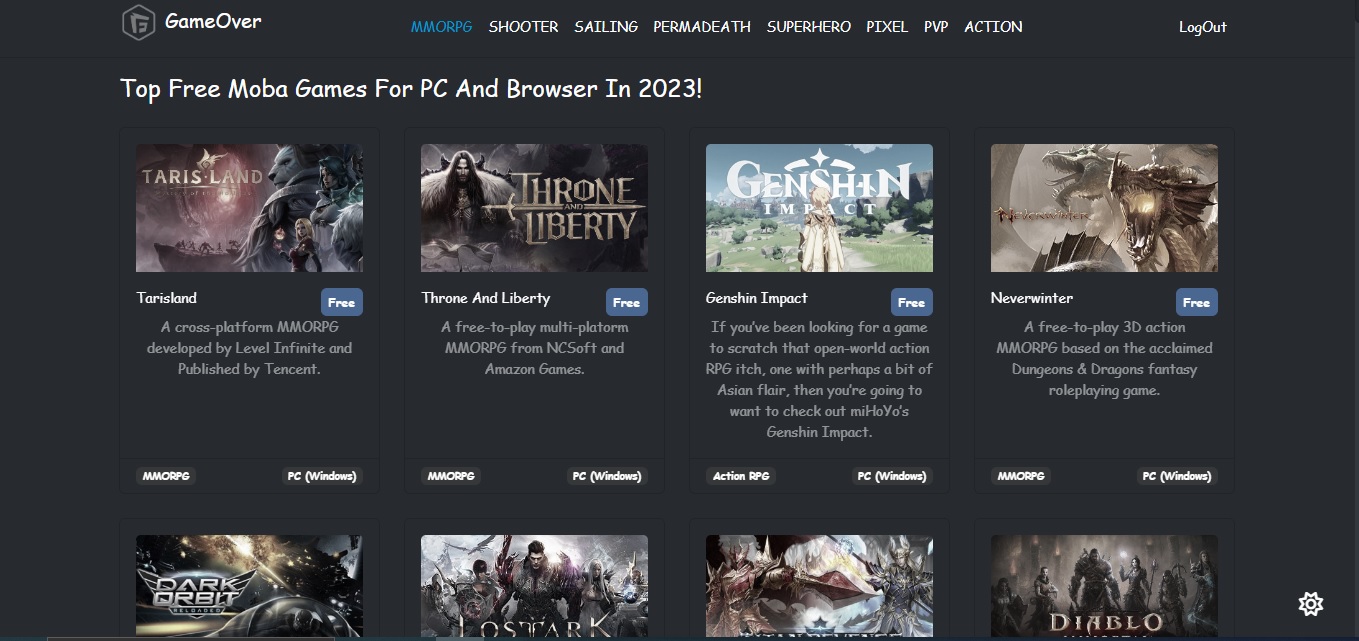 GameOver
MMORPG SHOOTER SAILING PERMADEATH SUPERHERO PIXEL PVP ACTION
LogOut
Top Free Moba Games For PC And Browser In 2023!
TARISLAND
THRONE
AND
LIBERTY
GENSHIN
IMPACT
NEVERWINTER
Tarisland
Free
A cross-platform MMORPG
developed by Level Infinite and
Published by Tencent.
MMORPG
PC (Windows)
Throne And Liberty
Free
A free-to-play multi-platorm
MMORPG from NCSoft and
Amazon Games.
MMORPG
PC (Windows)
Genshin Impact
Free
If you've been looking for a game
to scratch that open-world action
RPG itch, one with perhaps a bit of
Asian flair, then you're going to
want to check out miHoYo's
Genshin Impact.
Action RPG
PC (Windows)
Neverwinter
Free
A free-to-play 3D action
MMORPG based on the acclaimed
Dungeons & Dragons fantasy
roleplaying game.
MMORPG
PC (Windows)
DARK
ORBIT
RELOADED
LOST ARK
DIABLO